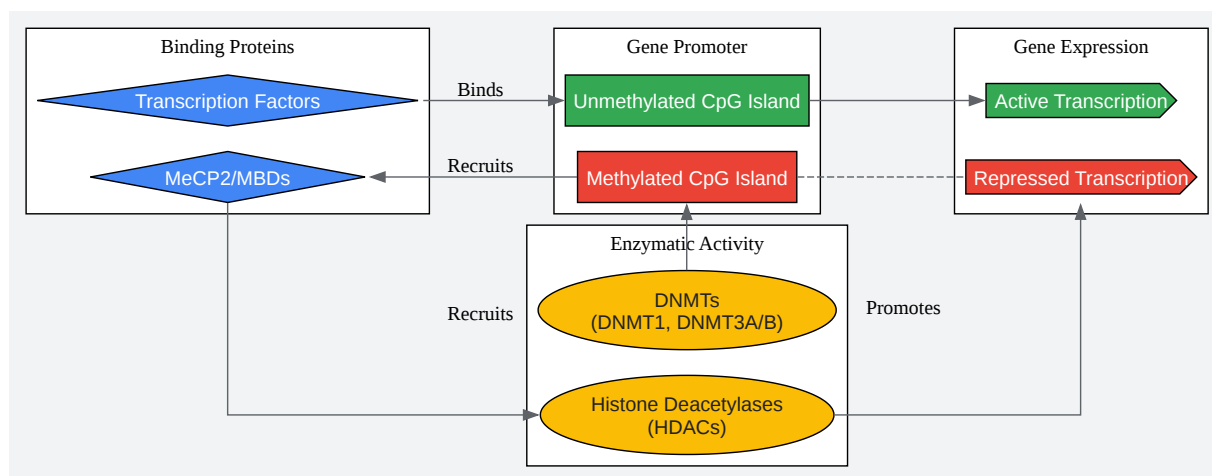 Binding Proteins
Gene Promoter
Gene Expression
Transcription Factors
Binds
Unmethylated CpG Island
Active Transcription
MeCP2/MBDs
Recruits
Methylated CpG Island
Repressed Transcription
Enzymatic Activity
DNMTs
(DNMT1, DNMT3A/B)
Recruits
Promotes
Histone Deacetylases
(HDACs)